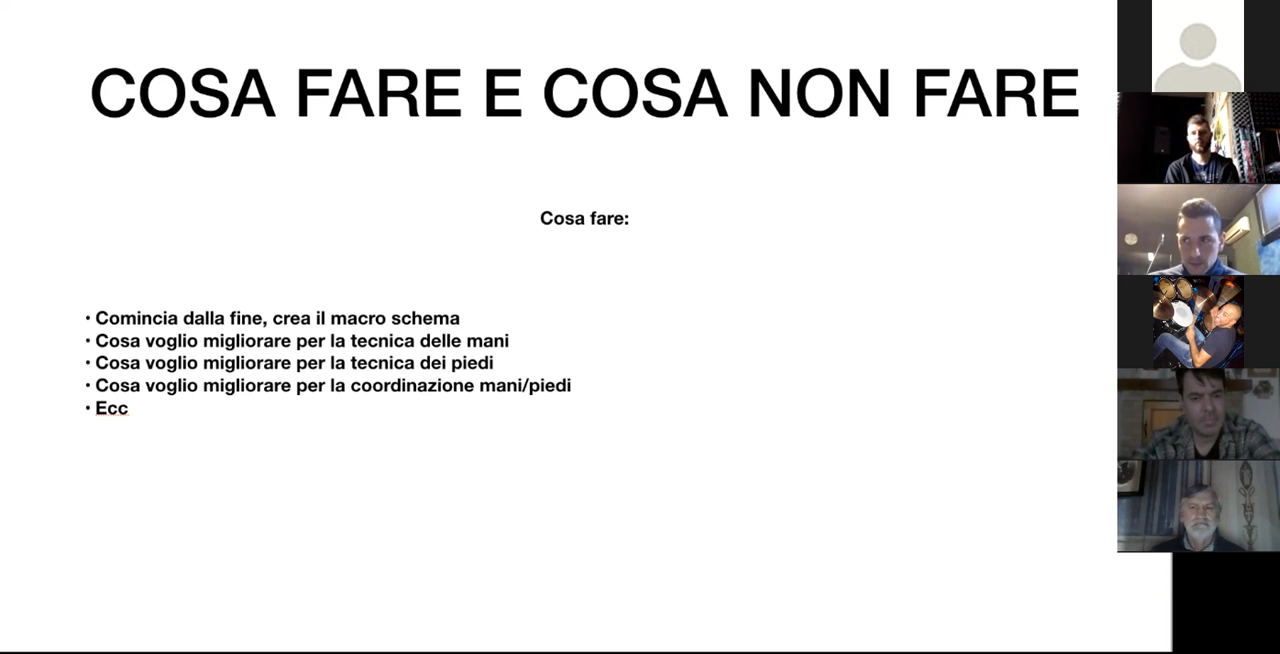 COSA FARE E COSA NON FARE
Cosa fare:
• Comincia dalla fine, crea il macro schema
• Cosa voglio migliorare per la tecnica delle mani
• Cosa voglio migliorare per la tecnica dei piedi
• Cosa voglio migliorare per la coordinazione mani/piedi
• Ecc